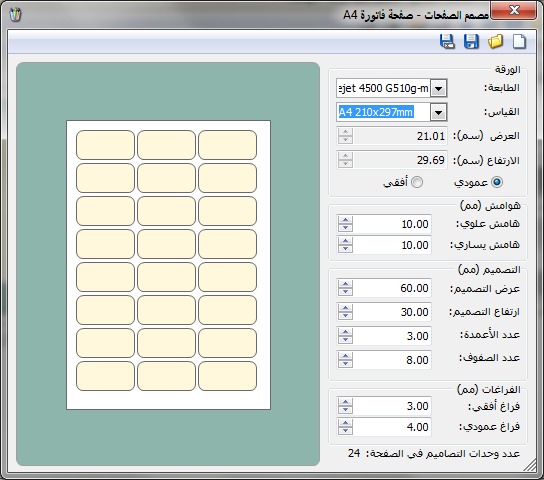 مصمم الصفحات - صفحة فاتورة A4
الورقة
الطابعة: ejet 4500 G510g-m
القياس: A4 210x297mm
العرض (سم): 21.01
الارتفاع (سم): 29.69
عمودي أفقي
هوامش (مم)
هامش علوي: 10.00
هامش يساري: 10.00
التصميم (مم)
عرض التصميم: 60.00
ارتفاع التصميم: 30.00
عدد الأعمدة: 3.00
عدد الصفوف: 8.00
الفراغات (مم)
فراغ أفقي: 3.00
فراغ عمودي: 4.00
عدد وحدات التصاميم في الصفحة: 24